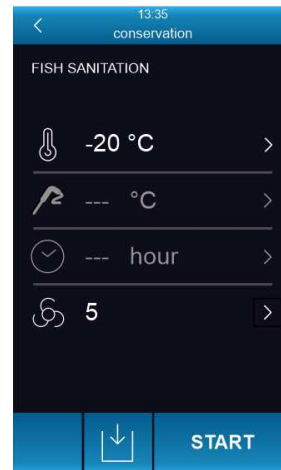 13:35
conservation
FISH SANITATION
-20 °C
--- °C
--- hour
5
START